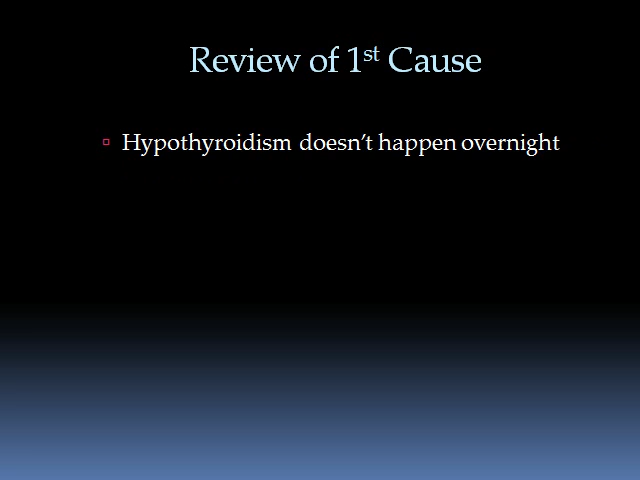 Review of 1st Cause
Hypothyroidism doesn’t happen overnight